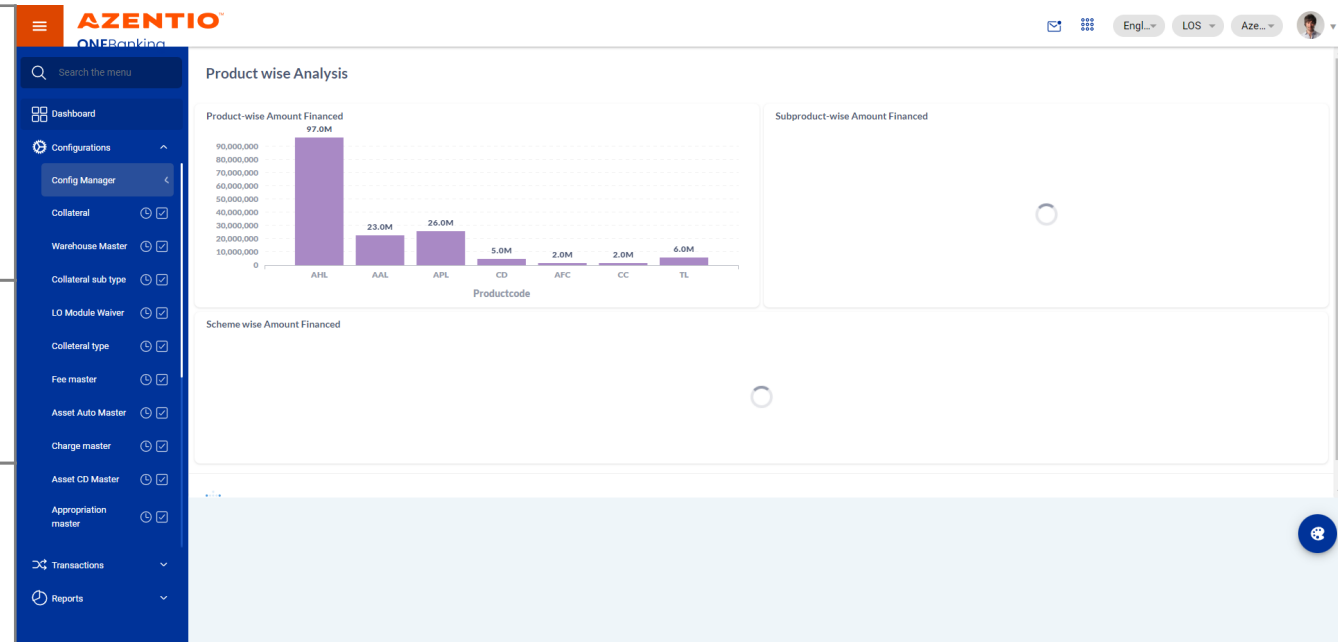 AZENTIO
ONEBanking
Engl...
LOS
Aze...
Search the menu
Dashboard
Configurations
Config Manager
Collateral
Warehouse Master
Collateral sub type
LO Module Waiver
Colleteral type
Fee master
Asset Auto Master
Charge master
Asset CD Master
Appropriation
master
Transactions
Reports
Product wise Analysis
Product-wise Amount Financed
97.0M
90,000,000
80,000,000
70,000,000
60,000,000
50,000,000
40,000,000
30,000,000
20,000,000
10,000,000
0
23.0M
26.0M
5.0M
2.0M
2.0M
6.0M
AHL
AAL
APL
CD
AFC
CC
TL
Productcode
Subproduct-wise Amount Financed
Scheme wise Amount Financed